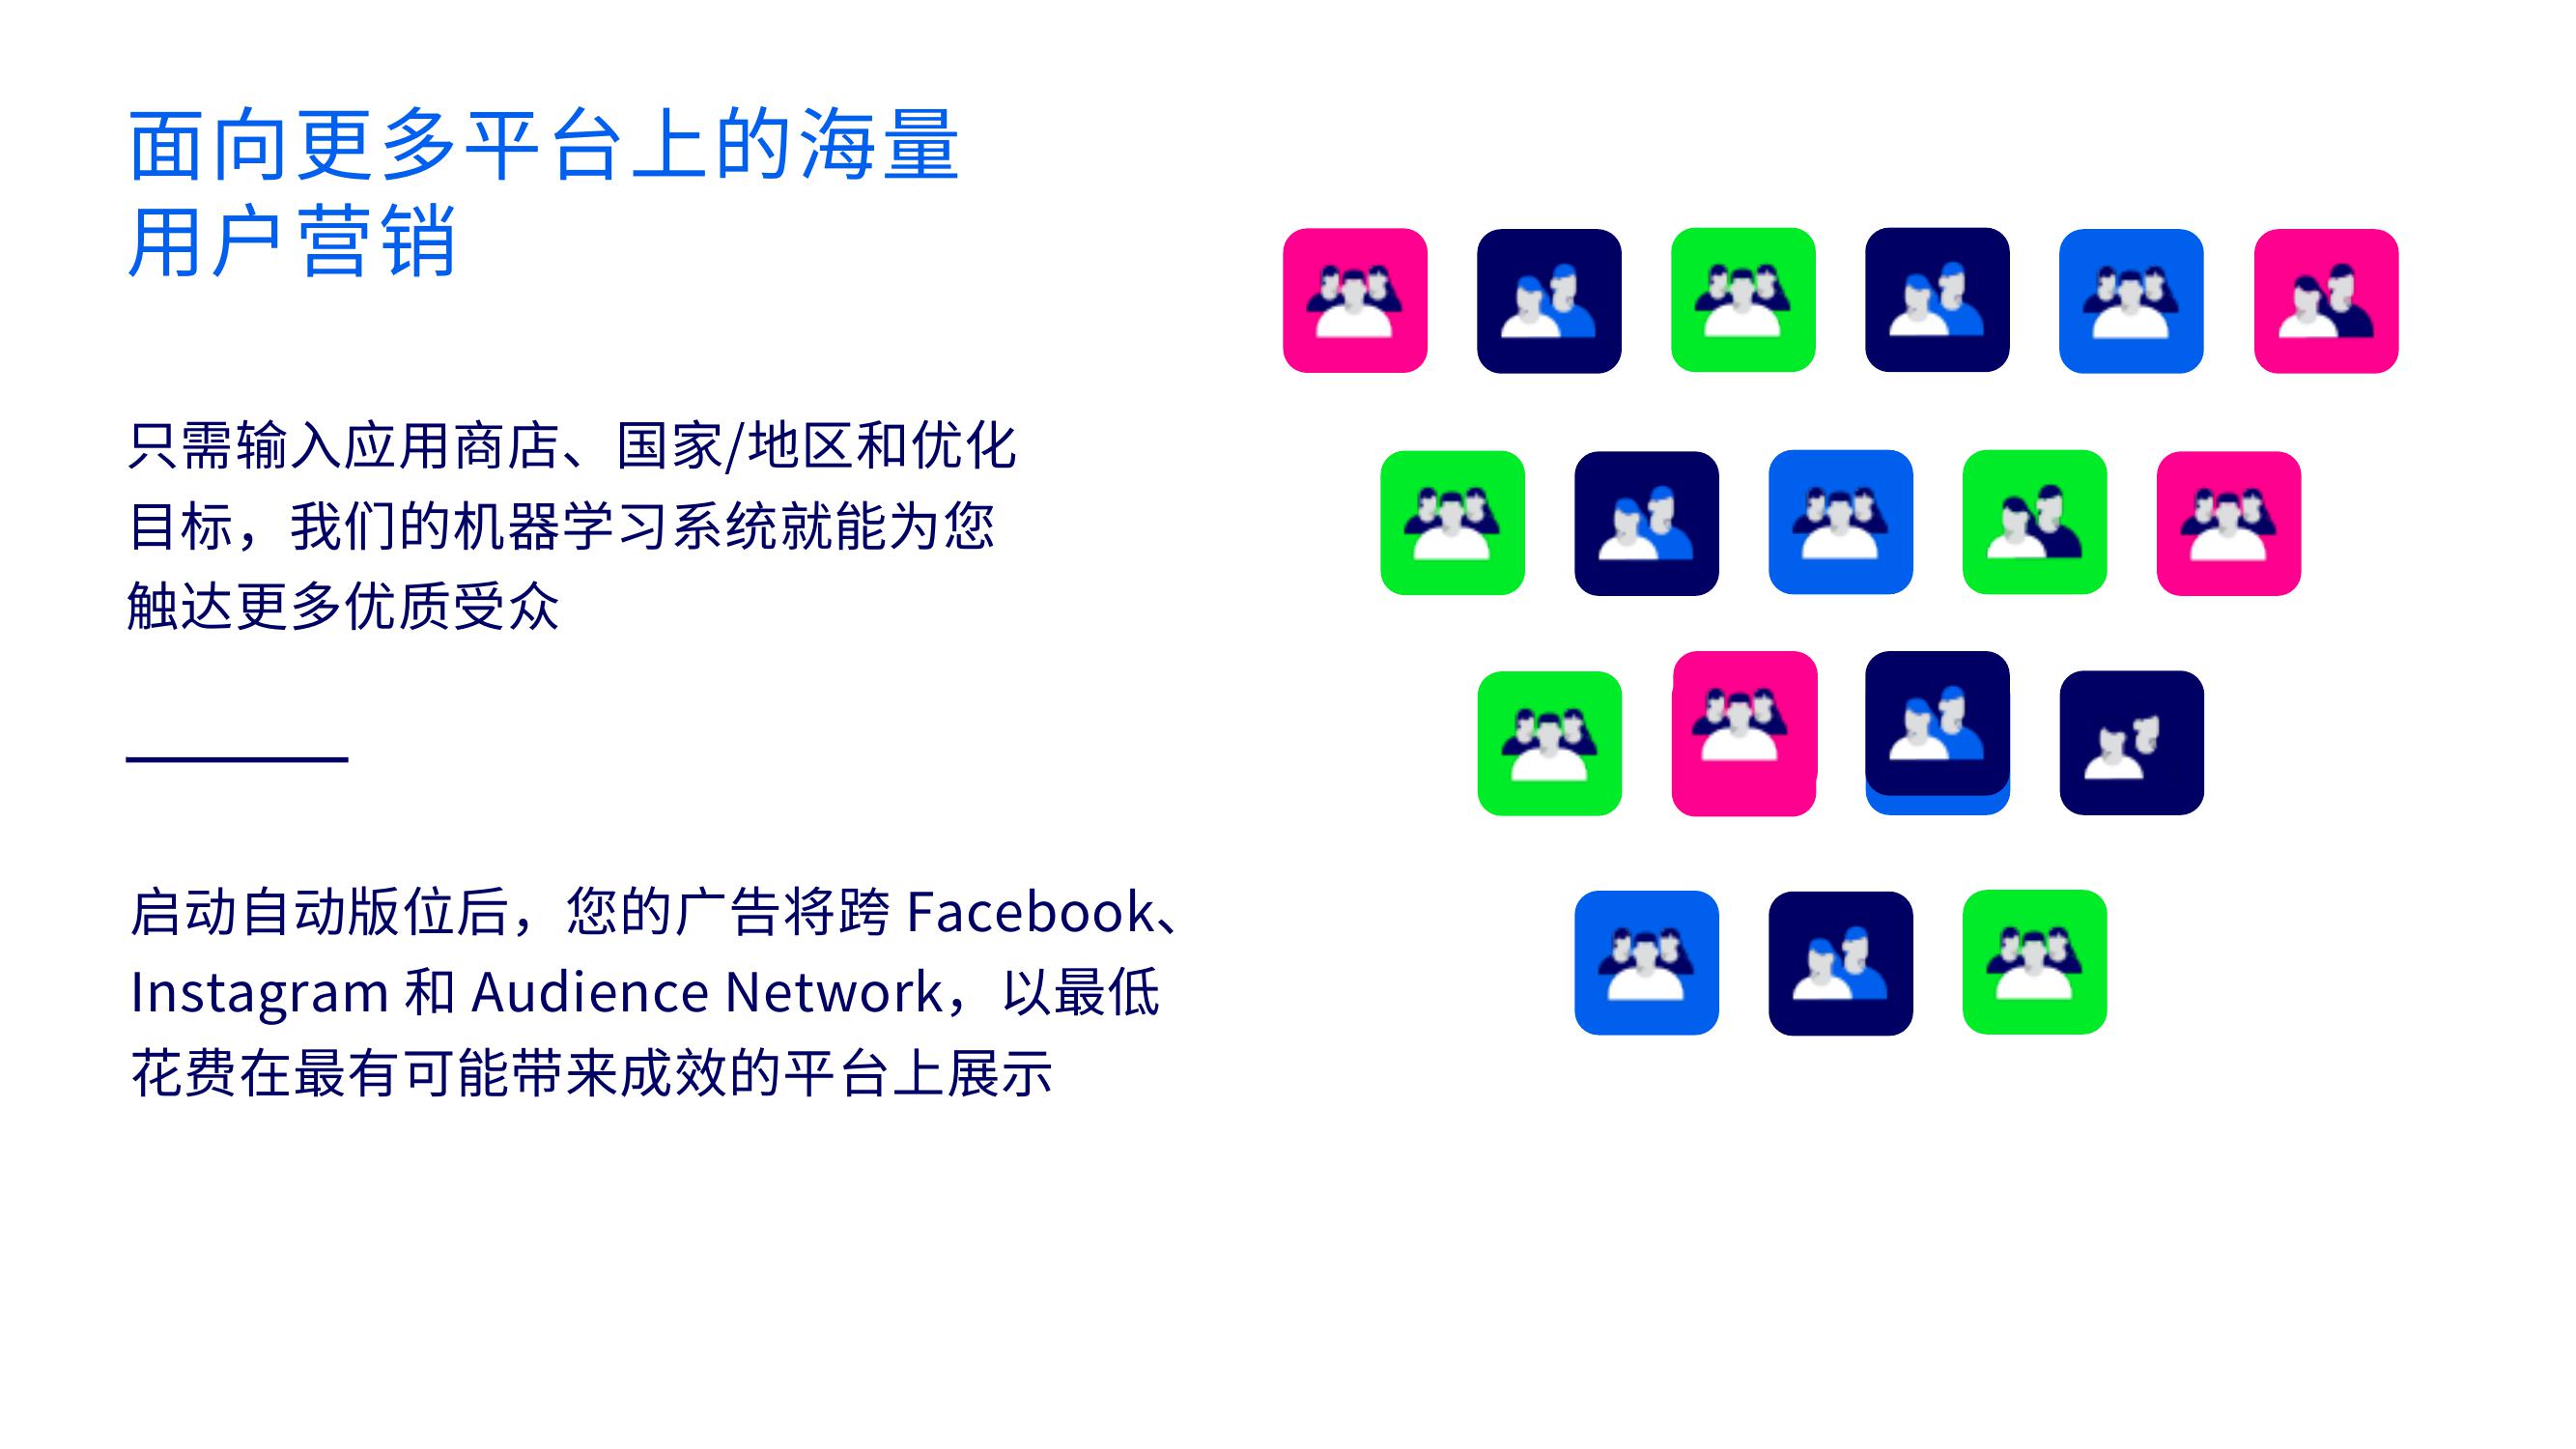 面向更多平台上的海量
用户营销
只需输入应用商店、国家/地区和优化
目标，我们的机器学习系统就能为您
触达更多优质受众
启动自动版位后，您的广告将跨 Facebook、
Instagram 和 Audience Network，以最低
花费在最有可能带来成效的平台上展示